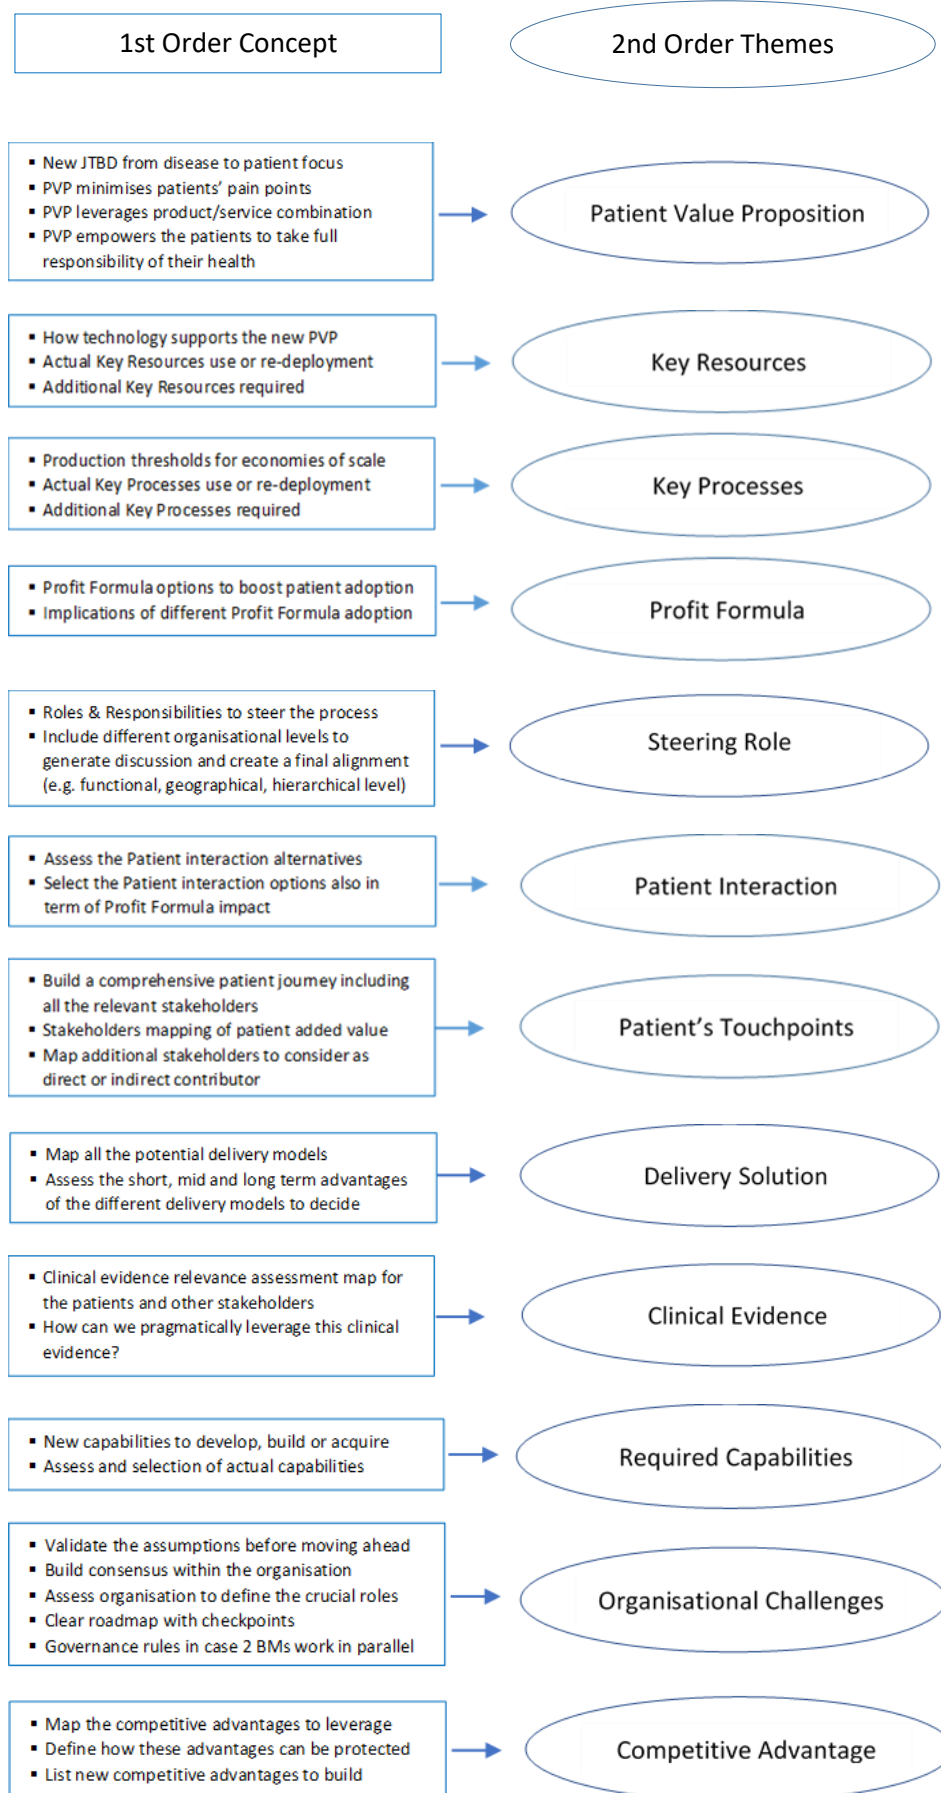 1st Order Concept
2nd Order Themes
▪ New JTBD from disease to patient focus
▪ PVP minimises patients' pain points
▪ PVP leverages product/service combination
▪ PVP empowers the patients to take full
responsibility of their health
Patient Value Proposition
▪ How technology supports the new PVP
▪ Actual Key Resources use or re-deployment
▪ Additional Key Resources required
Key Resources
▪ Production thresholds for economies of scale
▪ Actual Key Processes use or re-deployment
▪ Additional Key Processes required
Key Processes
▪ Profit Formula options to boost patient adoption
▪ Implications of different Profit Formula adoption
Profit Formula
▪ Roles & Responsibilities to steer the process
▪ Include different organisational levels to
generate discussion and create a final alignment
(e.g. functional, geographical, hierarchical level)
Steering Role
▪ Assess the Patient interaction alternatives
▪ Select the Patient interaction options also in
term of Profit Formula impact
Patient Interaction
▪ Build a comprehensive patient journey including
all the relevant stakeholders
▪ Stakeholders mapping of patient added value
▪ Map additional stakeholders to consider as
direct or indirect contributor
Patient's Touchpoints
▪ Map all the potential delivery models
▪ Assess the short, mid and long term advantages
of the different delivery models to decide
Delivery Solution
▪ Clinical evidence relevance assessment map for
the patients and other stakeholders
▪ How can we pragmatically leverage this clinical
evidence?
Clinical Evidence
▪ New capabilities to develop, build or acquire
▪ Assess and selection of actual capabilities
Required Capabilities
▪ Validate the assumptions before moving ahead
▪ Build consensus within the organisation
▪ Assess organisation to define the crucial roles
▪ Clear roadmap with checkpoints
▪ Governance rules in case 2 BMs work in parallel
Organisational Challenges
▪ Map the competitive advantages to leverage
▪ Define how these advantages can be protected
▪ List new competitive advantages to build
Competitive Advantage